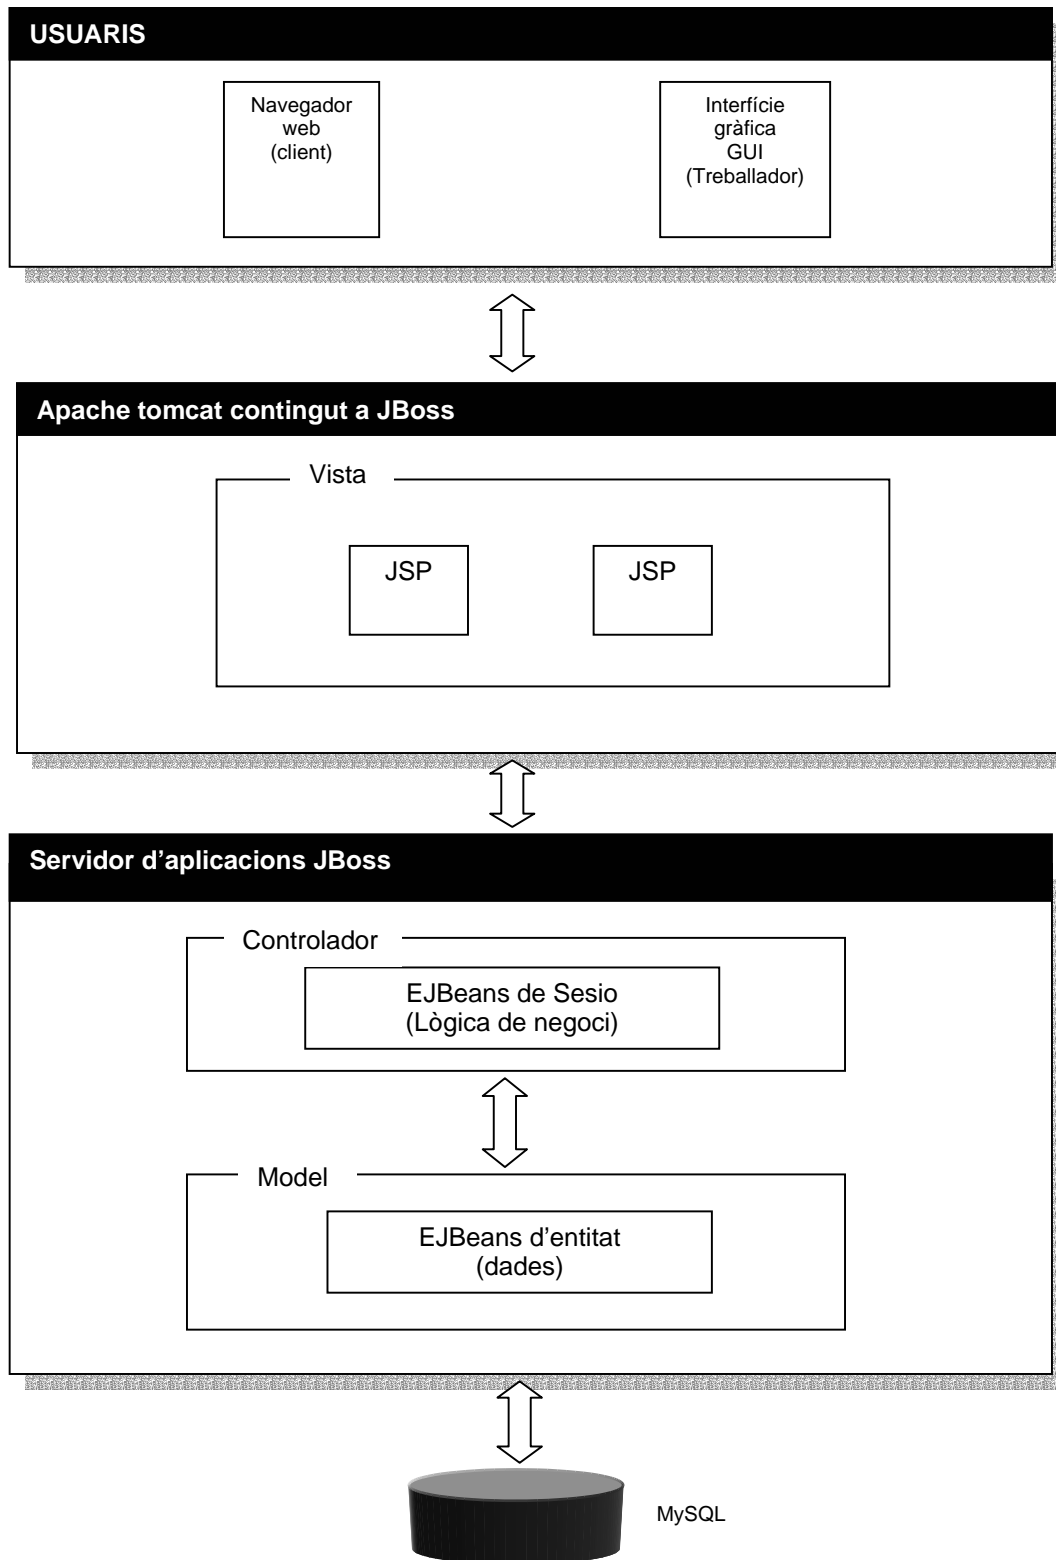 USUARIS
Navegador
web
(client)
Interfície
gràfica
GUI
(Treballador)
Apache tomcat contingut a JBoss
Vista
JSP
JSP
Servidor d’aplicacions JBoss
Controlador
EJBeans de Sesio
(Lògica de negoci)
Model
EJBeans d’entitat
(dades)
MySQL